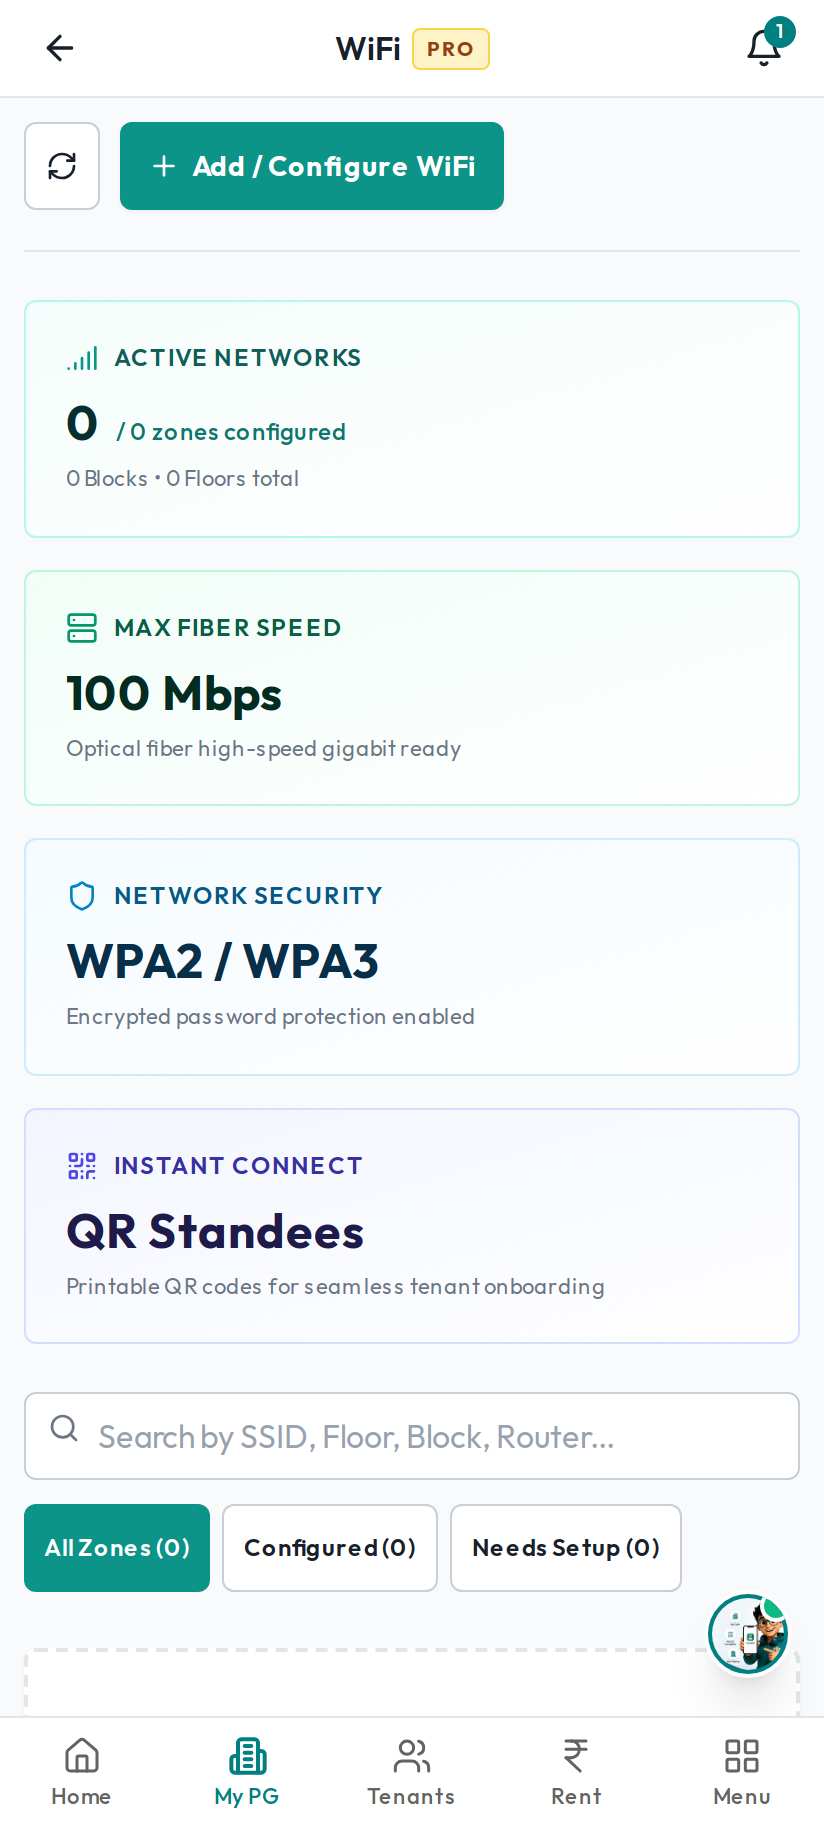 WiFi PRO
1
Add / Configure WiFi
ACTIVE NETWORKS
0 / 0 zones configured
0 Blocks • 0 Floors total
MAX FIBER SPEED
100 Mbps
Optical fiber high-speed gigabit ready
NETWORK SECURITY
WPA2 / WPA3
Encrypted password protection enabled
INSTANT CONNECT
QR Standees
Printable QR codes for seamless tenant onboarding
Search by SSID, Floor, Block, Router...
All Zones (0) Configured (0) Needs Setup (0)
Home My PG Tenants Rent Menu